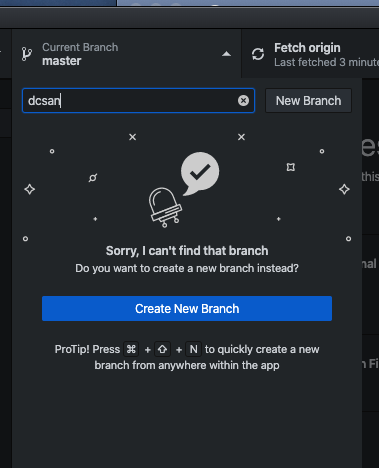 Current Branch
master
Fetch origin
Last fetched 3 minute
dcsan
New Branch
Sorry, I can't find that branch
Do you want to create a new branch instead?
Create New Branch
ProTip! Press ⌘ + ⇧ + N to quickly create a new
branch from anywhere within the app